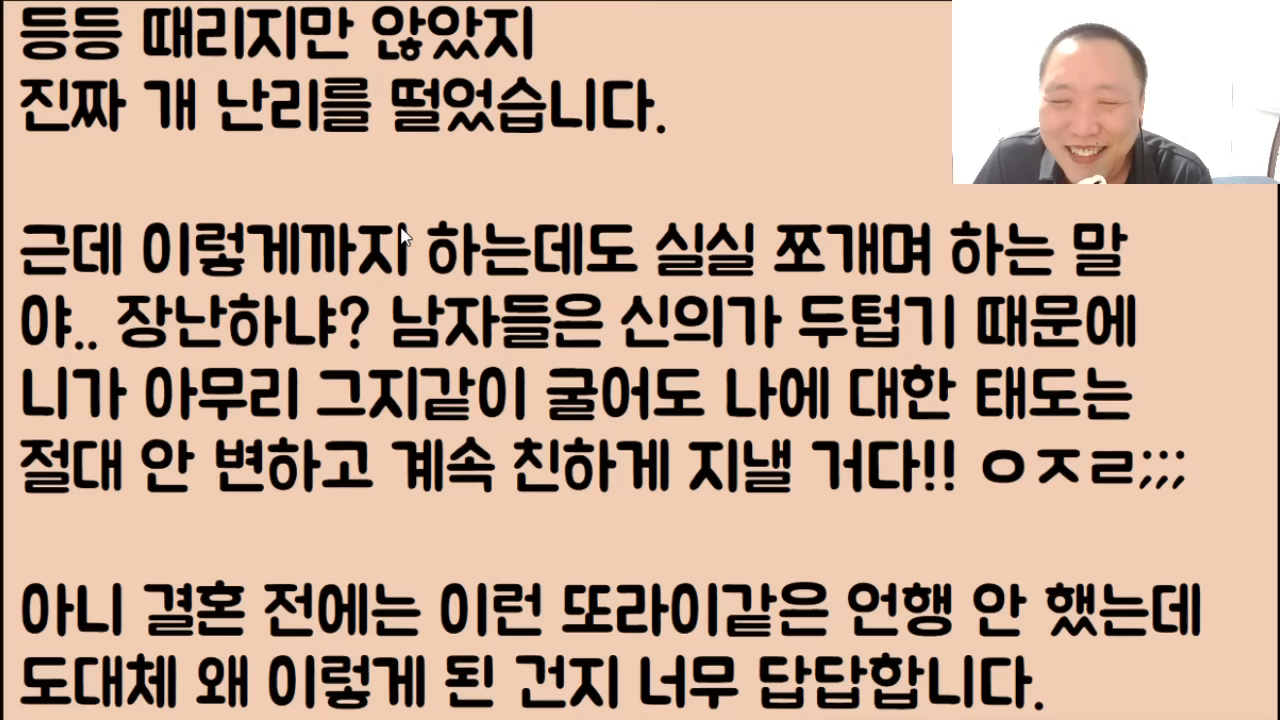 등등 때리지만 않았지
진짜 개 난리를 떨었습니다.
근데 이렇게까지 하는데도 실실 쪼개며 하는 말
야.. 장난하냐? 남자들은 신의가 두텁기 때문에
니가 아무리 그지같이 굴어도 나에 대한 태도는
절대 안 변하고 계속 친하게 지낼 거다!! ㅇㅈㄹ;;;
아니 결혼 전에는 이런 또라이같은 언행 안 했는데
도대체 왜 이렇게 된 건지 너무 답답합니다.